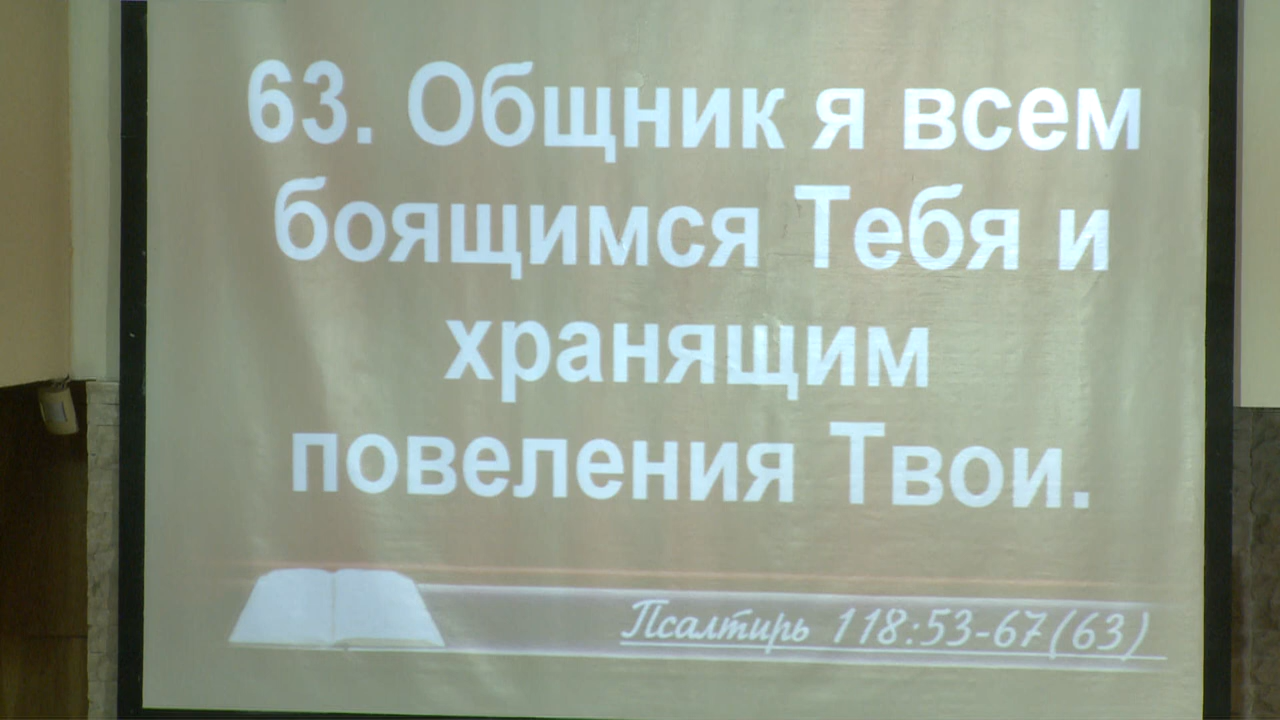 63. Общник я всем
боящимся Тебя и
хранящим
повеления Твои.
Псалтирь 118:53-67(63)